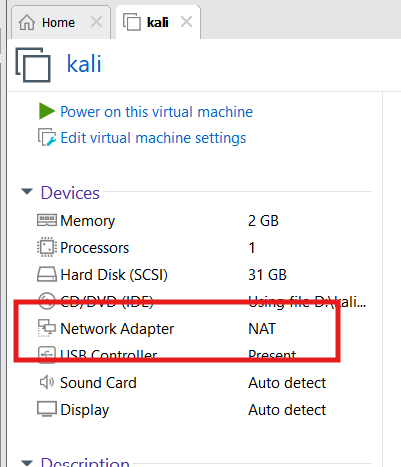 Home
kali
kali
Power on this virtual machine
Edit virtual machine settings
Devices
Memory 2 GB
Processors 1
Hard Disk (SCSI) 31 GB
CD/DVD (IDE) Using file D:\kali...
Network Adapter NAT
USB Controller Present
Sound Card Auto detect
Display Auto detect
Description